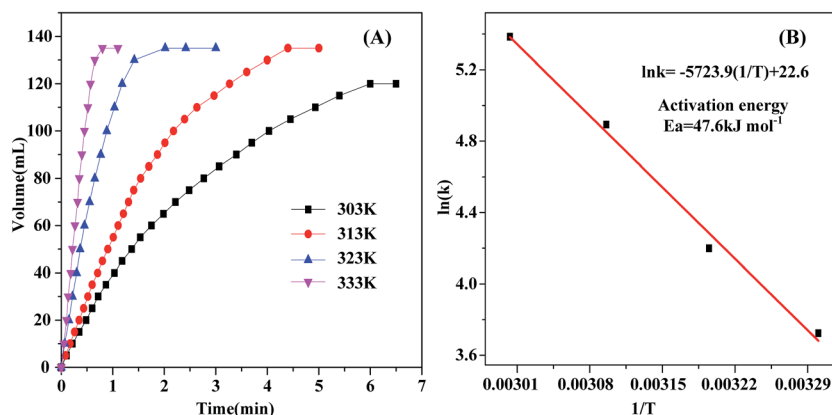 (A)
140
120
100
80
60
40
20
0
Volume(mL)
303K
313K
323K
333K
0 1 2 3 4 5 6 7
Time(min)
(B)
lnk= -5723.9(1/T)+22.6
Activation energy
Ea=47.6kJ mol⁻¹
5.2
4.8
4.4
4.0
3.6
ln(k)
0.00301 0.00308 0.00315 0.00322 0.00329
1/T